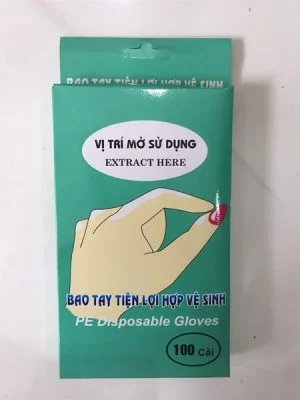 BAO TAY TIỆN LỢI HỢP VỆ SINH
VỊ TRÍ MỞ SỬ DỤNG
EXTRACT HERE
BAO TAY TIỆN LỢI HỢP VỆ SINH
PE Disposable Gloves
100 Cái